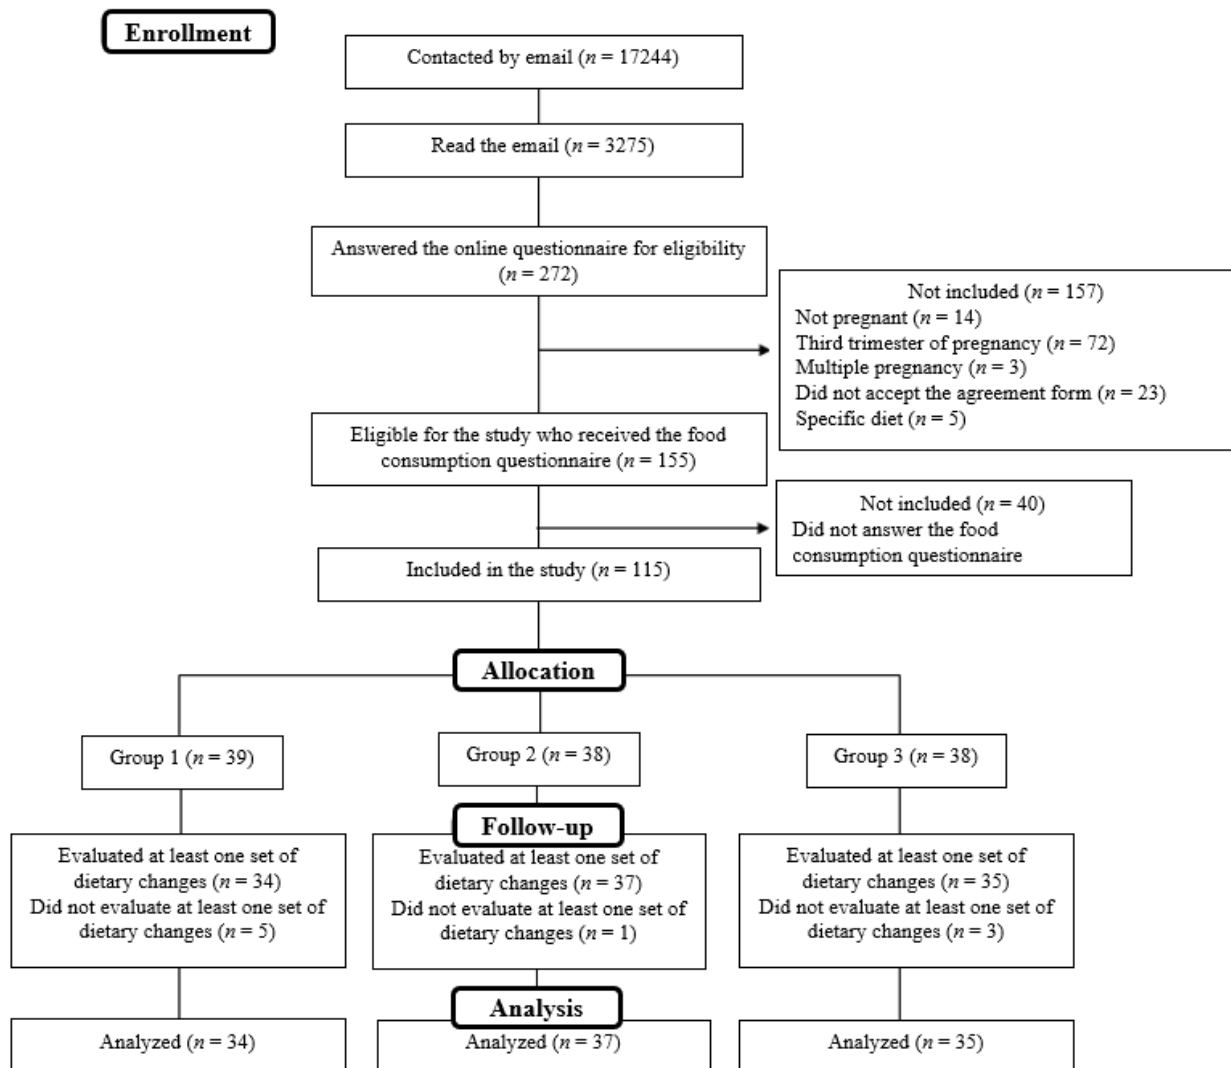 Enrollment
Contacted by email (n = 17244)
Read the email (n = 3275)
Answered the online questionnaire for eligibility
(n = 272)
Not included (n = 157)
Not pregnant (n = 14)
Third trimester of pregnancy (n = 72)
Multiple pregnancy (n = 3)
Did not accept the agreement form (n = 23)
Specific diet (n = 5)
Eligible for the study who received the food
consumption questionnaire (n = 155)
Not included (n = 40)
Did not answer the food
consumption questionnaire
Included in the study (n = 115)
Allocation
Group 1 (n = 39)
Group 2 (n = 38)
Group 3 (n = 38)
Follow-up
Evaluated at least one set of
dietary changes (n = 34)
Did not evaluate at least one set of
dietary changes (n = 5)
Evaluated at least one set of
dietary changes (n = 37)
Did not evaluate at least one set of
dietary changes (n = 1)
Evaluated at least one set of
dietary changes (n = 35)
Did not evaluate at least one set of
dietary changes (n = 3)
Analysis
Analyzed (n = 34)
Analyzed (n = 37)
Analyzed (n = 35)